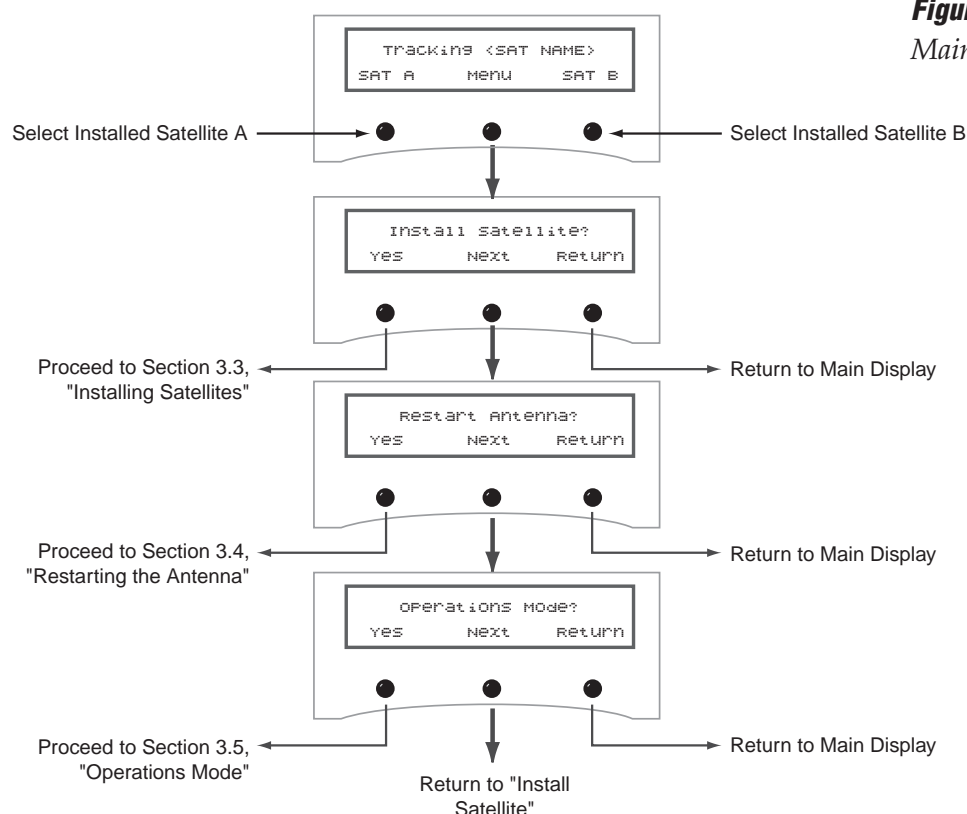 Figu
Main
Tracking <SAT NAME>
SAT A Menu SAT B
Select Installed Satellite A
Select Installed Satellite B
Install Satellite?
Yes Next Return
Proceed to Section 3.3,
"Installing Satellites"
Return to Main Display
Restart Antenna?
Yes Next Return
Proceed to Section 3.4,
"Restarting the Antenna"
Return to Main Display
Operations Mode?
Yes Next Return
Proceed to Section 3.5,
"Operations Mode"
Return to Main Display
Return to "Install
Satellite"